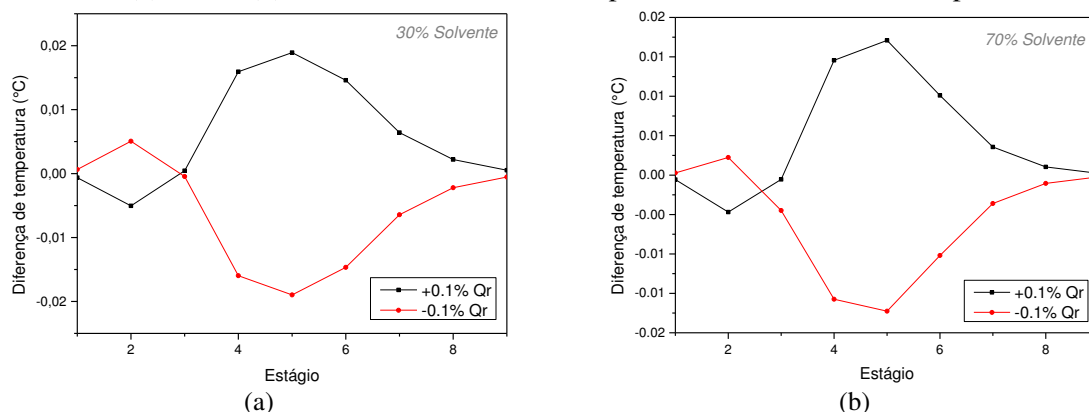 30% Solvente
0,02
0,01
0,00
-0,01
-0,02
Diferença de temperatura (°C)
+0.1% Qr
-0.1% Qr
2 4 6 8
Estágio
(a)
70% Solvente
0.02
0.01
0.01
0.01
0.00
-0.00
-0.01
-0.01
-0.02
Diferença de temperatura (°C)
+0.1% Qr
-0.1% Qr
2 4 6 8
Estágio
(b)